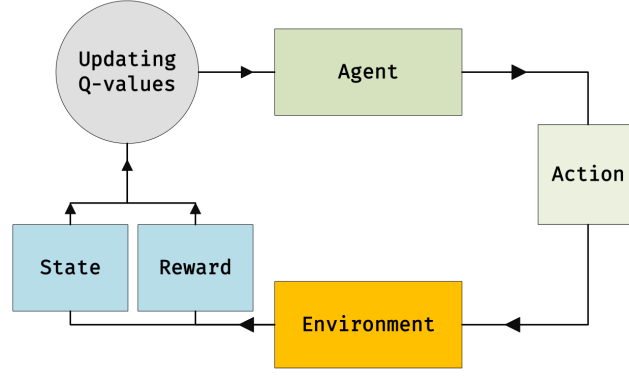 Updating
Q-values
Agent
Action
State
Reward
Environment